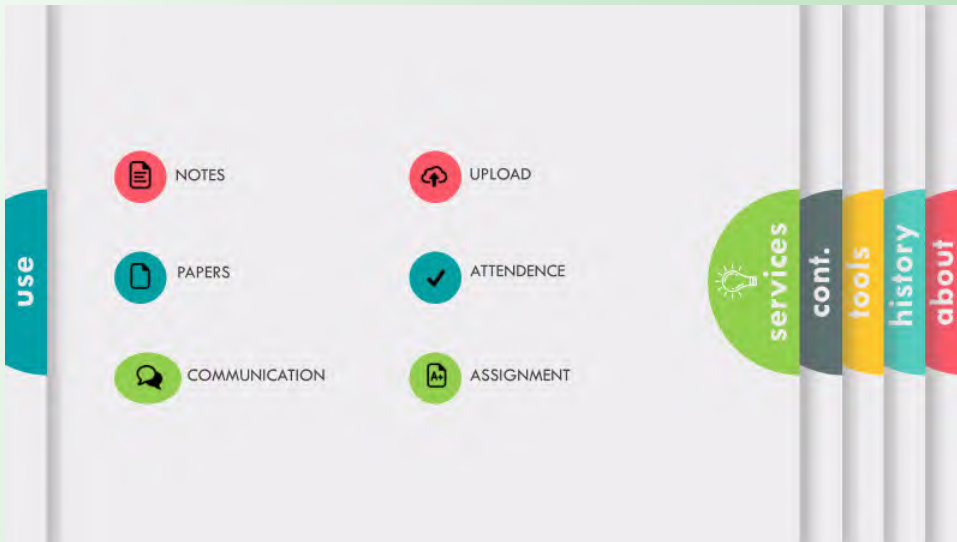 use
NOTES
UPLOAD
PAPERS
ATTENDENCE
COMMUNICATION
A+
ASSIGNMENT
services
cont.
tools
history
about